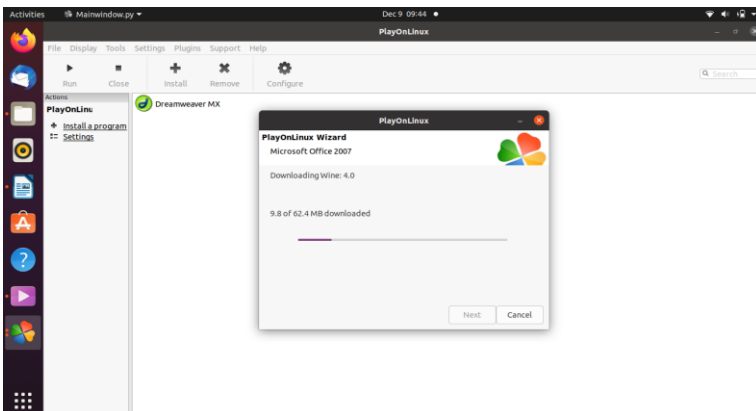 Activities Mainwindow.py Dec 9 09:44
PlayOnLinux
File Display Tools Settings Plugins Support Help
Run Close Install Remove Configure Search
Actions
PlayOnLinu
Install a program
Settings
Dreamweaver MX
PlayOnLinux
PlayOnLinux Wizard
Microsoft Office 2007
Downloading Wine: 4.0
9.8 of 62.4 MB downloaded
Next Cancel